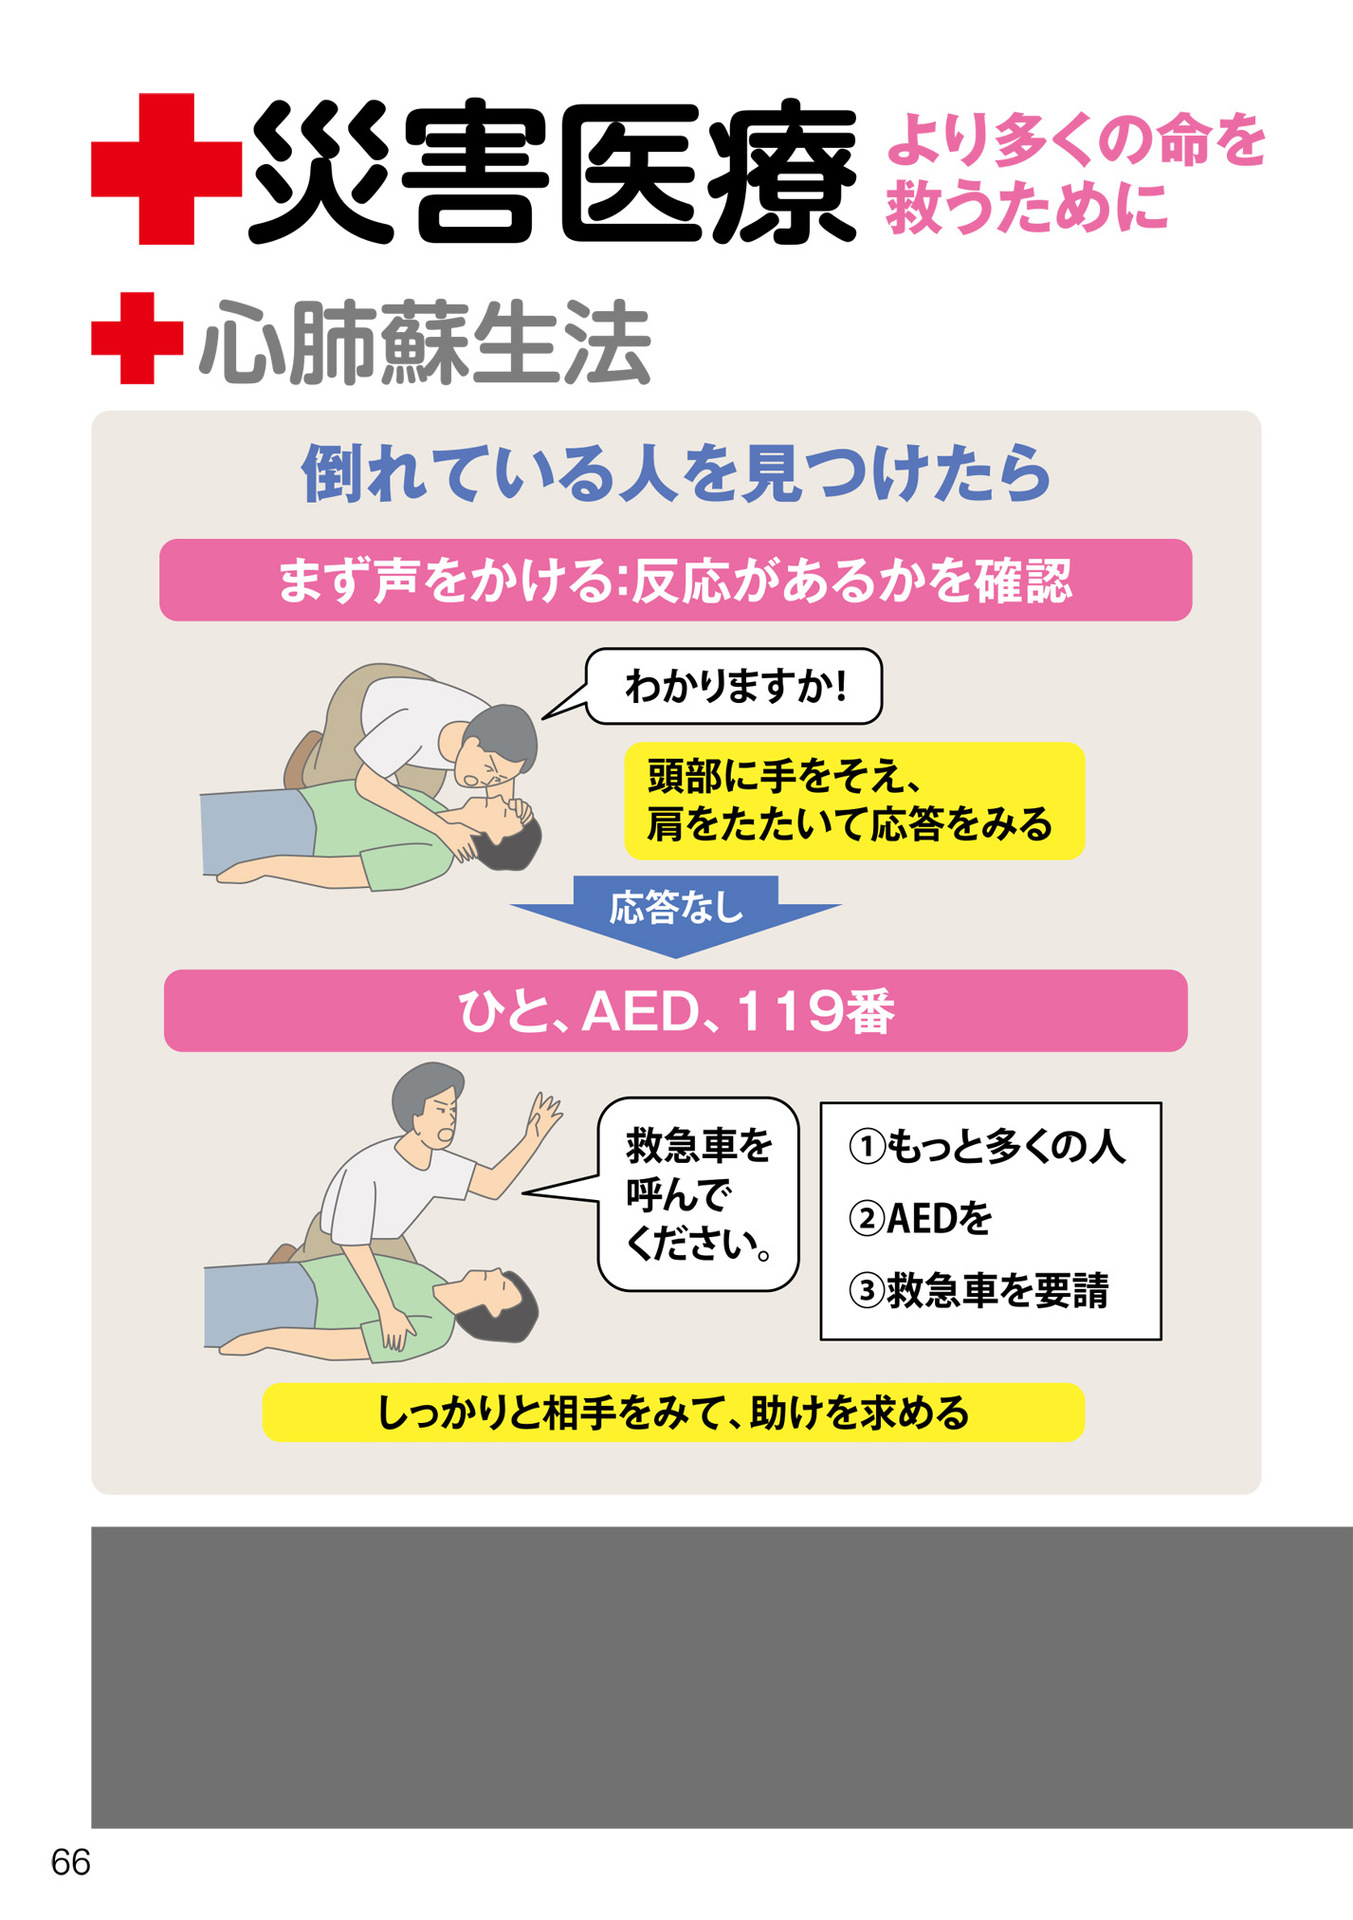 災害医療
より多くの命を
救うために
心肺蘇生法
倒れている人を見つけたら
まず声をかける:反応があるかを確認
わかりますか!
頭部に手をそえ、
肩をたたいて応答をみる
応答なし
ひと、AED、119番
救急車を
呼んで
ください。
①もっと多くの人
②AEDを
③救急車を要請
しっかりと相手をみて、助けを求める
66